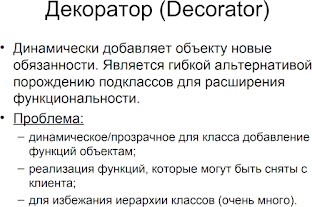 Декоратор (Decorator)
• Динамически добавляет объекту новые
обязанности. Является гибкой альтернативой
порождению подклассов для расширения
функциональности.
• Проблема:
– динамическое/прозрачное для класса добавление
функций объектам;
– реализация функций, которые могут быть сняты с
клиента;
– для избежания иерархии классов (очень много).